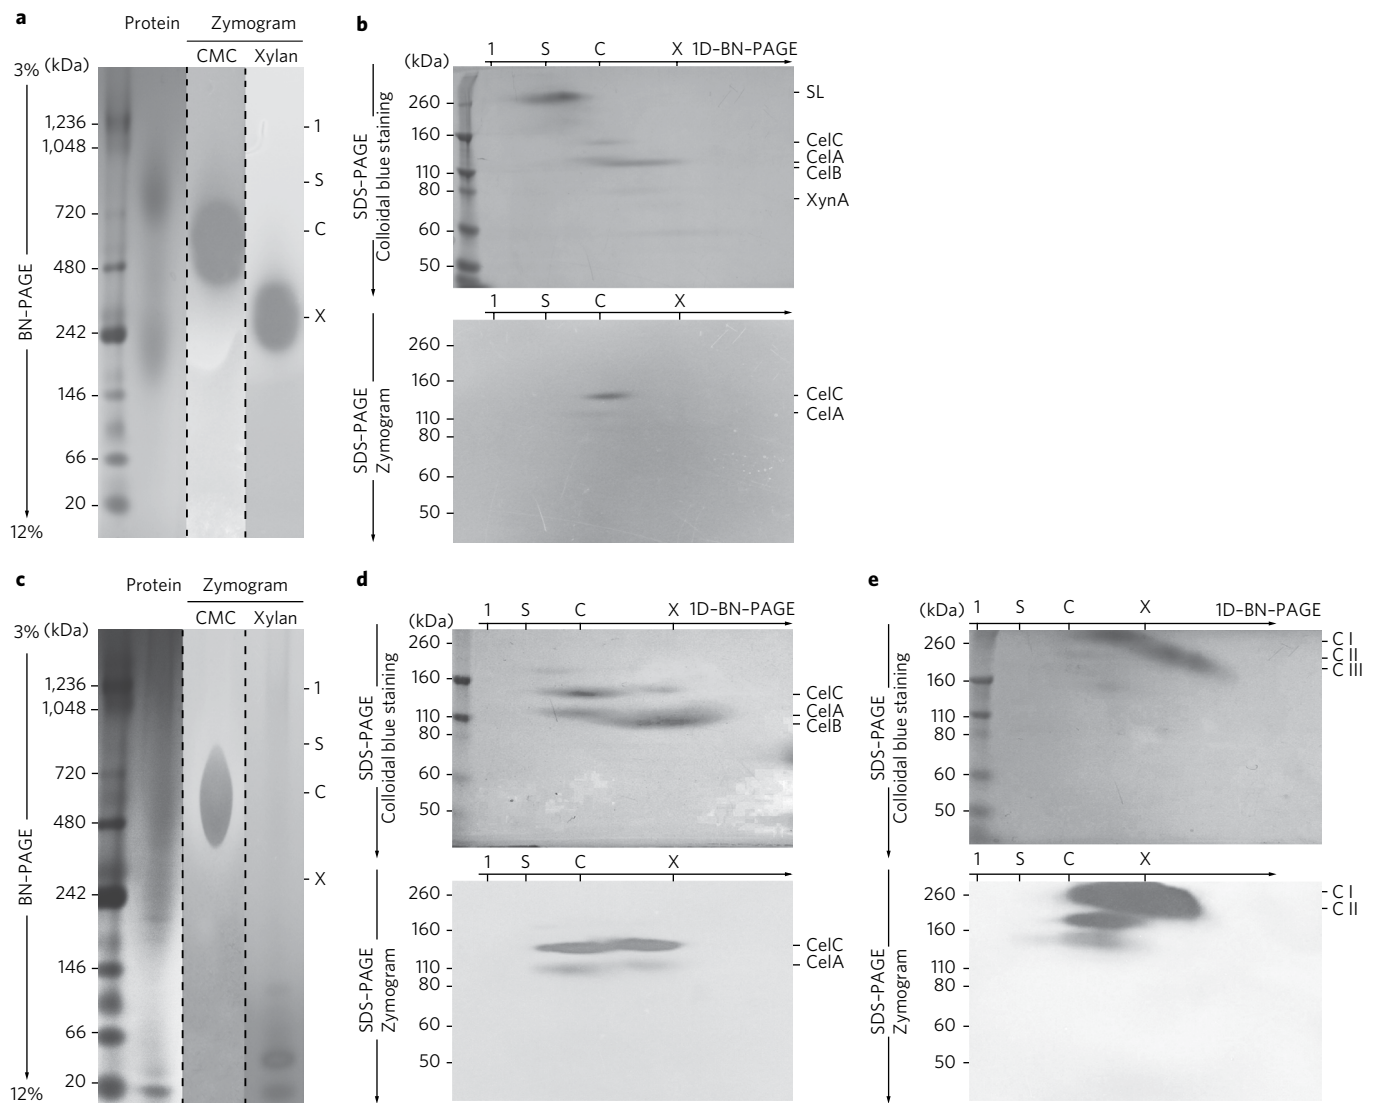 a
Protein Zymogram
CMC Xylan
3% (kDa)
1,236
1,048
720
480
242
146
66
20
12%
BN–PAGE
1
S
C
X
b
1 S C X 1D–BN–PAGE
(kDa)
260
160
110
80
60
50
SDS–PAGE
Colloidal blue staining
SL
CelC
CelA
CelB
XynA
1 S C X
260
160
110
80
60
50
SDS–PAGE
Zymogram
CelC
CelA
c
Protein Zymogram
CMC Xylan
3% (kDa)
1,236
1,048
720
480
242
146
66
20
12%
BN–PAGE
1
S
C
X
d
1 S C X 1D–BN–PAGE
(kDa)
260
160
110
80
60
50
SDS–PAGE
Colloidal blue staining
CelC
CelA
CelB
1 S C X
260
160
110
80
60
50
SDS–PAGE
Zymogram
CelC
CelA
e
(kDa) 1 S C X 1D–BN–PAGE
260
160
110
80
60
50
SDS–PAGE
Colloidal blue staining
C I
C II
C III
1 S C X
260
160
110
80
60
50
SDS–PAGE
Zymogram
C I
C II